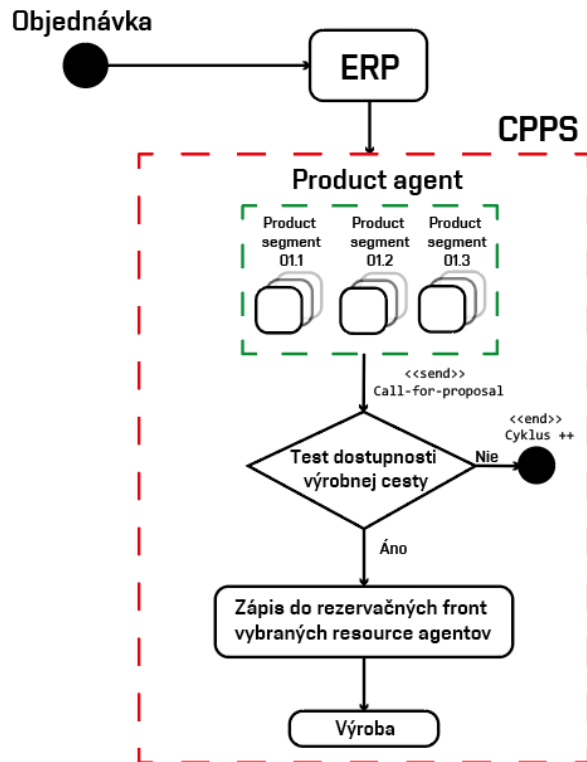 Objednávka
ERP
CPPS
Product agent
Product
segment
01.1
Product
segment
01.2
Product
segment
01.3
<<send>>
Call-for-proposal
<<end>>
Cyklus ++
Test dostupnosti
výrobnej cesty
Nie
Áno
Zápis do rezervačných front
vybraných resource agentov
Výroba